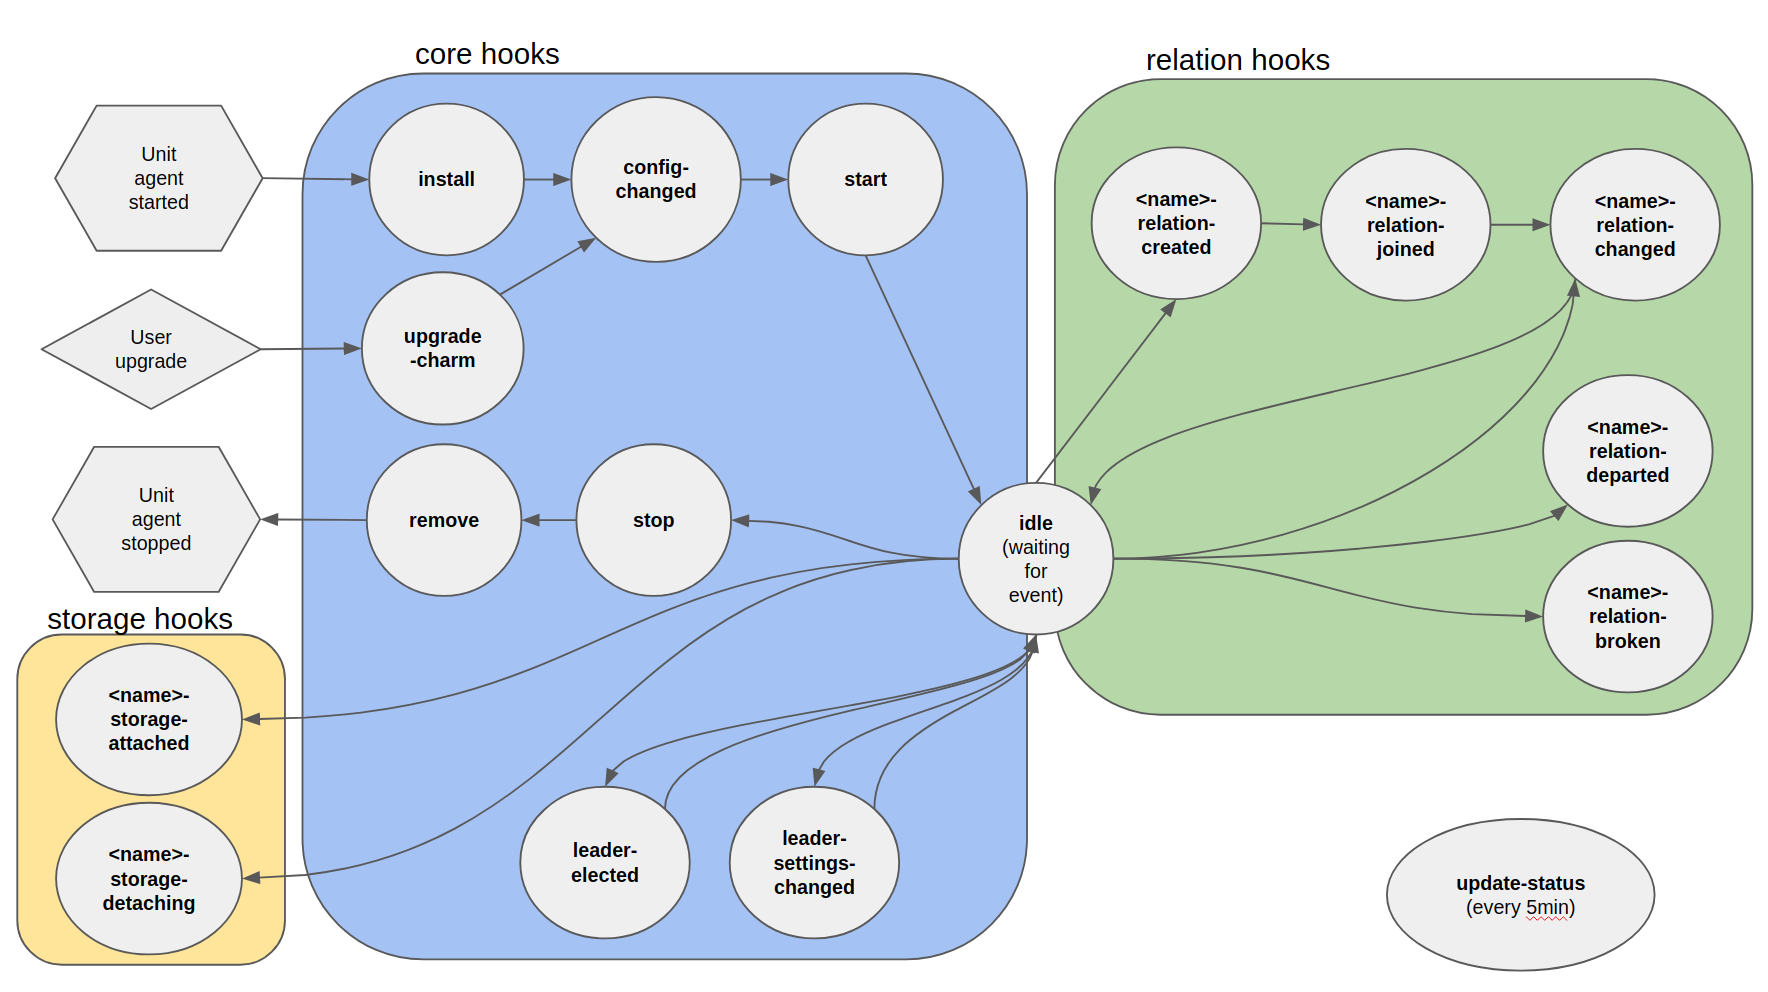 core hooks
relation hooks
Unit
agent
started
install
config-
changed
start
<name>-
relation-
created
<name>-
relation-
joined
<name>-
relation-
changed
User
upgrade
upgrade
-charm
<name>-
relation-
departed
Unit
agent
stopped
remove
stop
idle
(waiting
for
event)
<name>-
relation-
broken
storage hooks
<name>-
storage-
attached
<name>-
storage-
detaching
leader-
elected
leader-
settings-
changed
update-status
(every 5min)